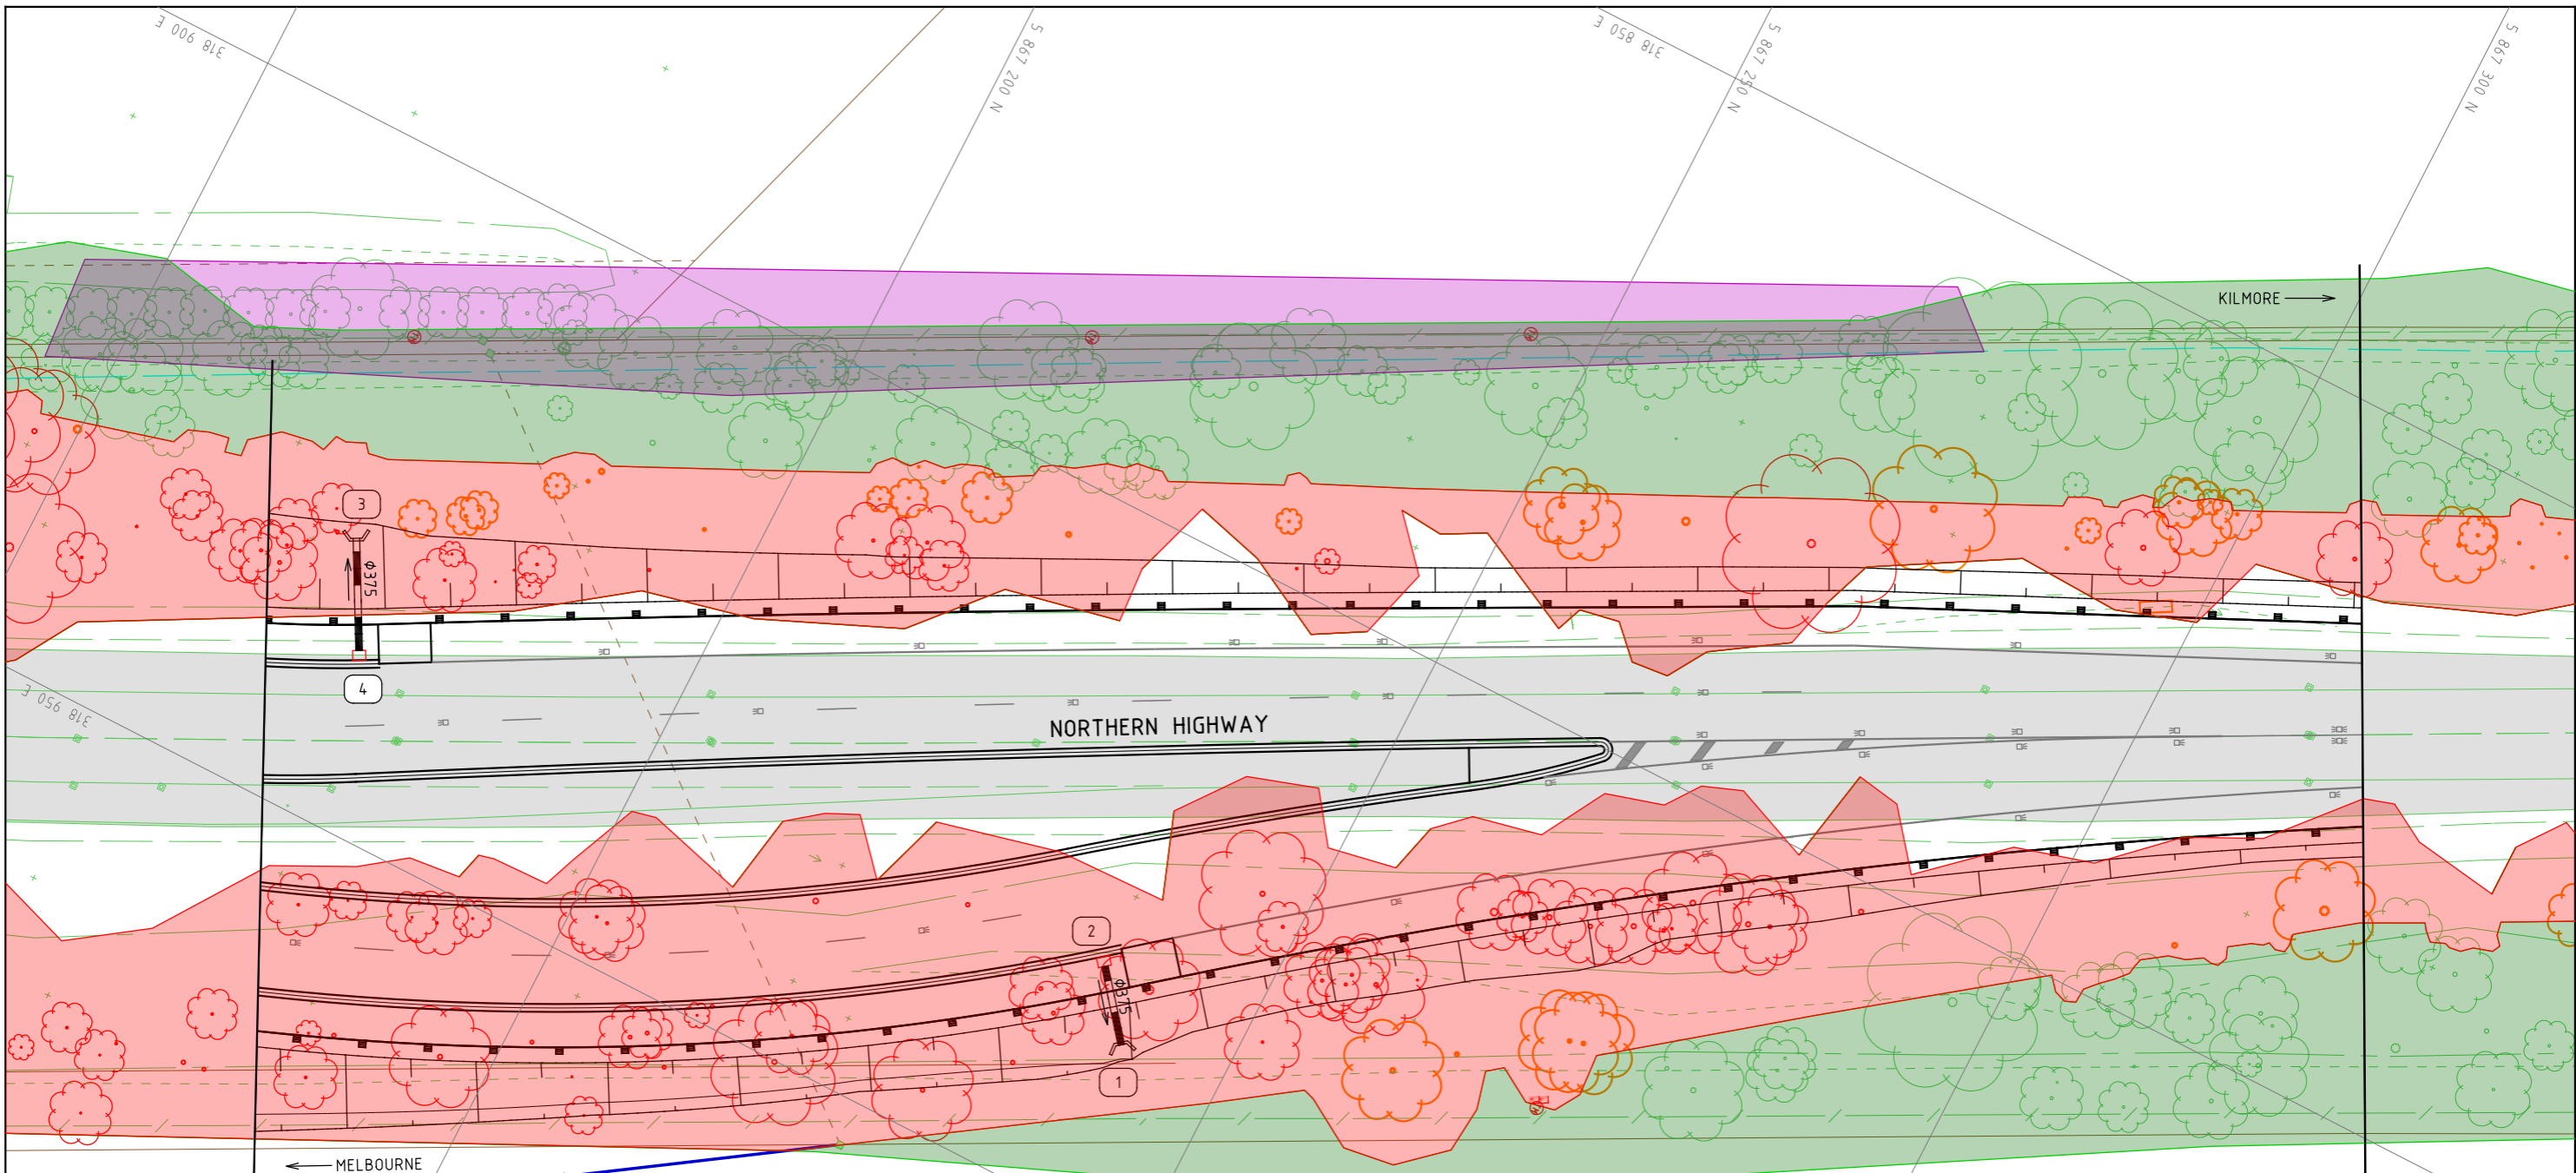 318 900 E
5 867 200 N
318 850 E
5 867 250 N
5 867 300 N
KILMORE
3
Φ375
4
318 950 E
NORTHERN HIGHWAY
2
Φ375
1
MELBOURNE